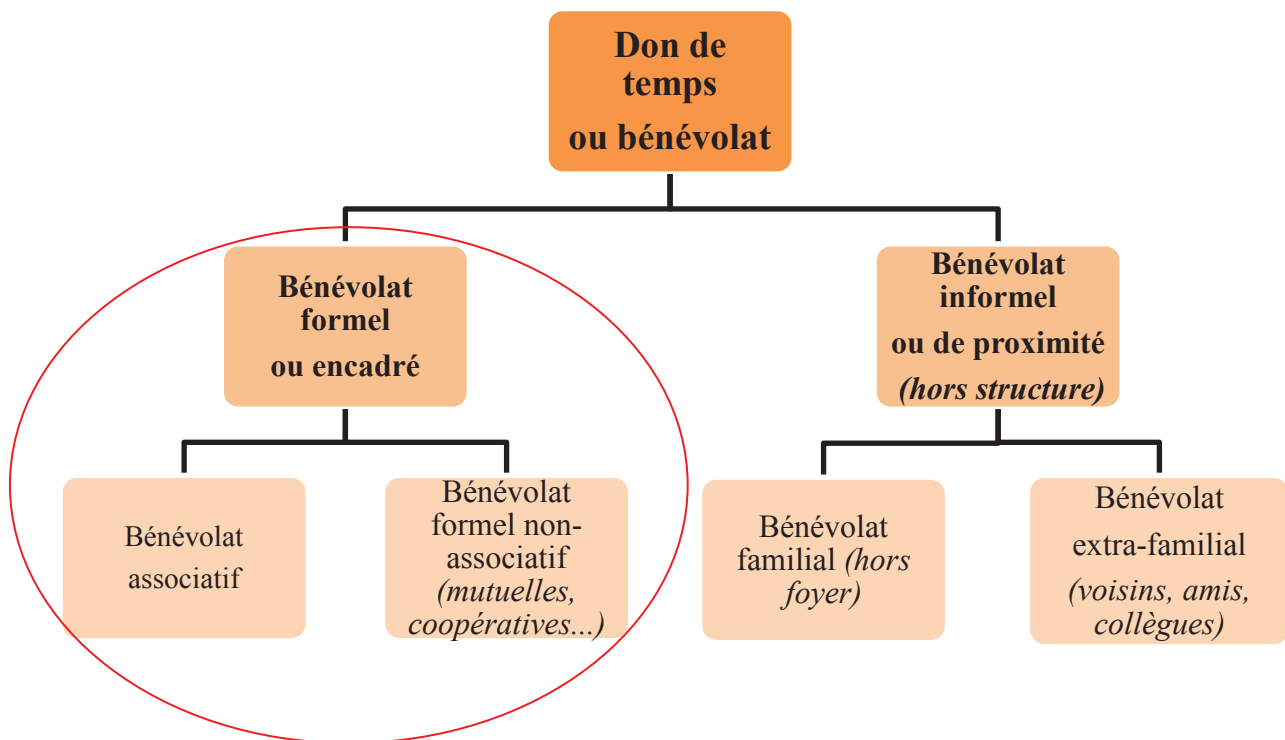 Don de
temps
ou bénévolat
Bénévolat
formel
ou encadré
Bénévolat
informel
ou de proximité
(hors structure)
Bénévolat
associatif
Bénévolat
formel non-
associatif
(mutuelles,
coopératives...)
Bénévolat
familial (hors
foyer)
Bénévolat
extra-familial
(voisins, amis,
collègues)